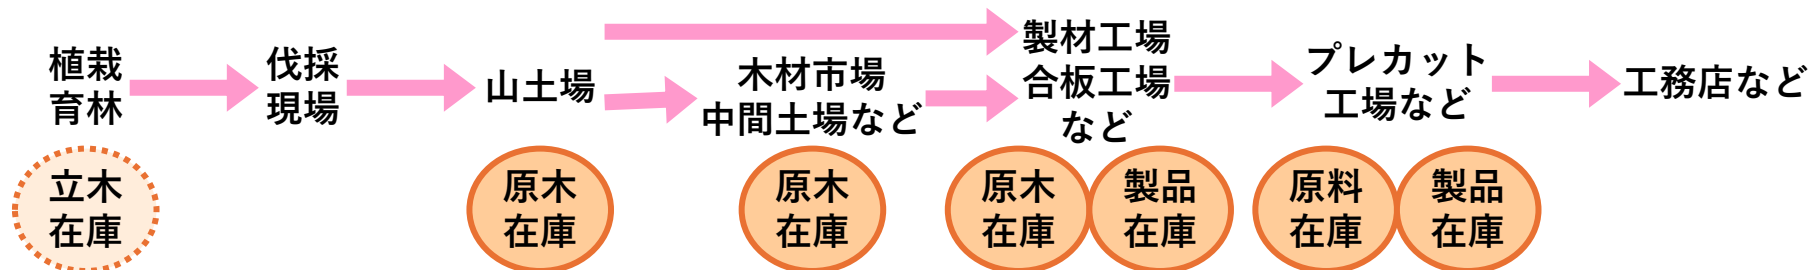 植栽
育林
伐採
現場
山土場
木材市場
中間土場など
製材工場
合板工場
など
プレカット
工場など
工務店など
立木
在庫
原木
在庫
原木
在庫
原木
在庫
製品
在庫
原料
在庫
製品
在庫